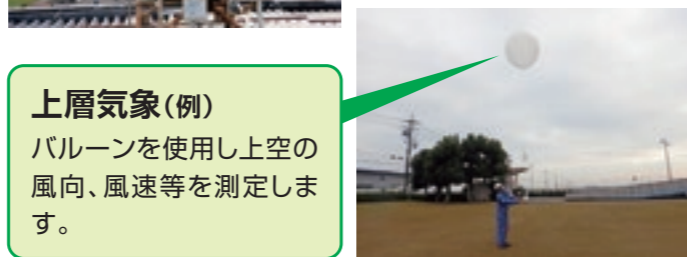 上層気象(例)
バルーンを使用し上空の
風向、風速等を測定しま
す。